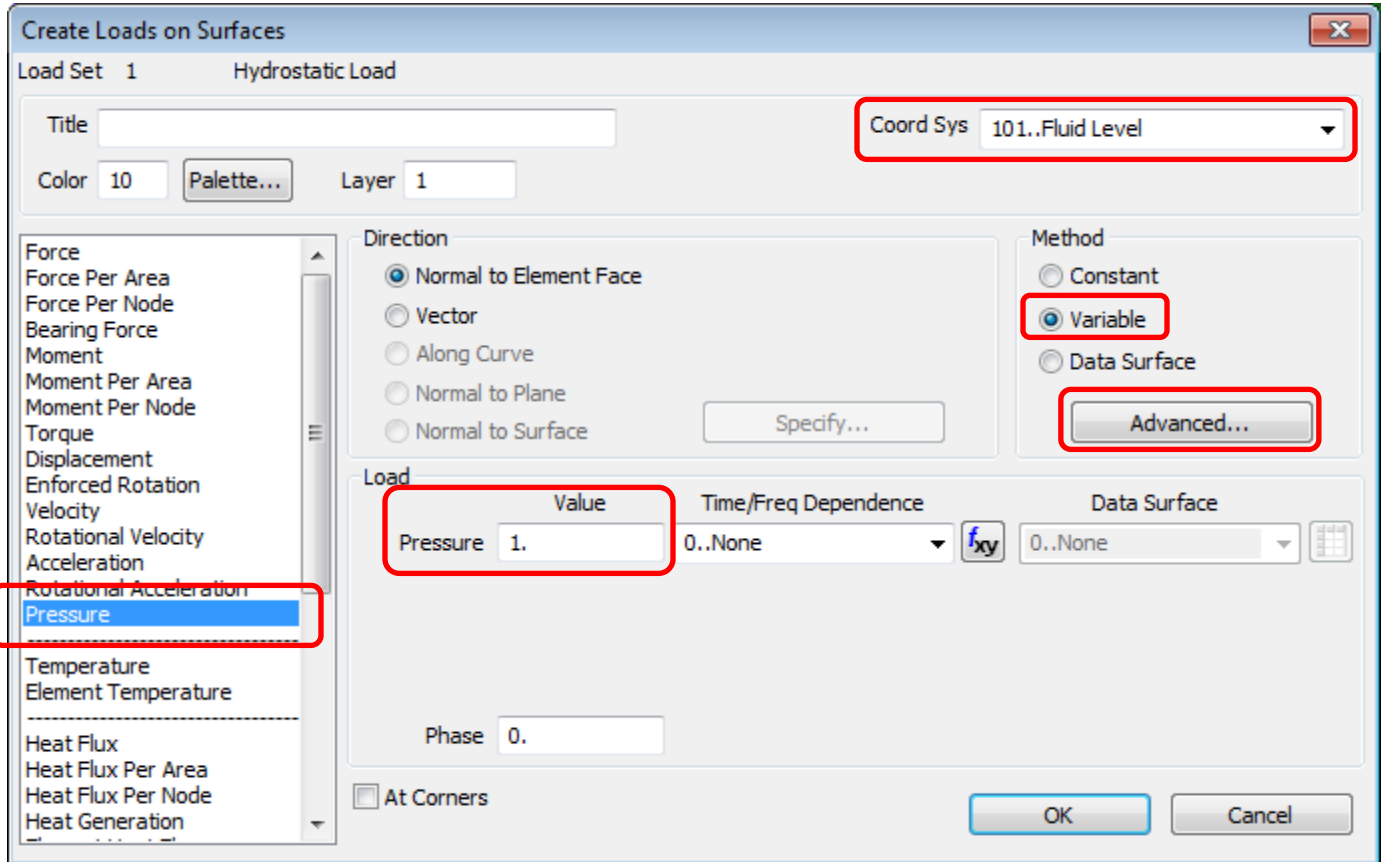 Create Loads on Surfaces
Load Set 1 Hydrostatic Load
Title
Coord Sys 101..Fluid Level
Color 10 Palette... Layer 1
Force
Force Per Area
Force Per Node
Bearing Force
Moment
Moment Per Area
Moment Per Node
Torque
Displacement
Enforced Rotation
Velocity
Rotational Velocity
Acceleration
Rotational Acceleration
Pressure
Temperature
Element Temperature
Heat Flux
Heat Flux Per Area
Heat Flux Per Node
Heat Generation
Direction
Normal to Element Face
Vector
Along Curve
Normal to Plane
Normal to Surface
Specify...
Method
Constant
Variable
Data Surface
Advanced...
Load
Value Time/Freq Dependence Data Surface
Pressure 1. 0..None fxy 0..None
Phase 0.
At Corners
OK Cancel